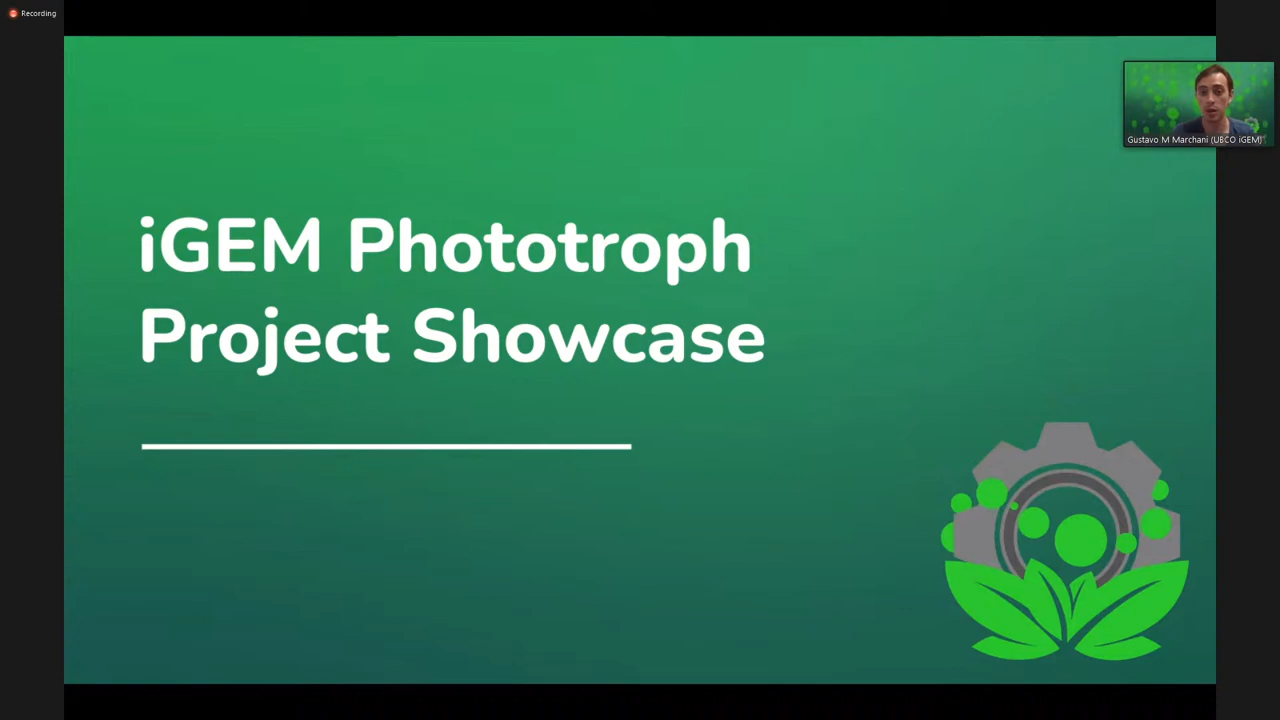 Recording
iGEM Phototroph
Project Showcase
Gustavo M Marchani (UBCO iGEM)